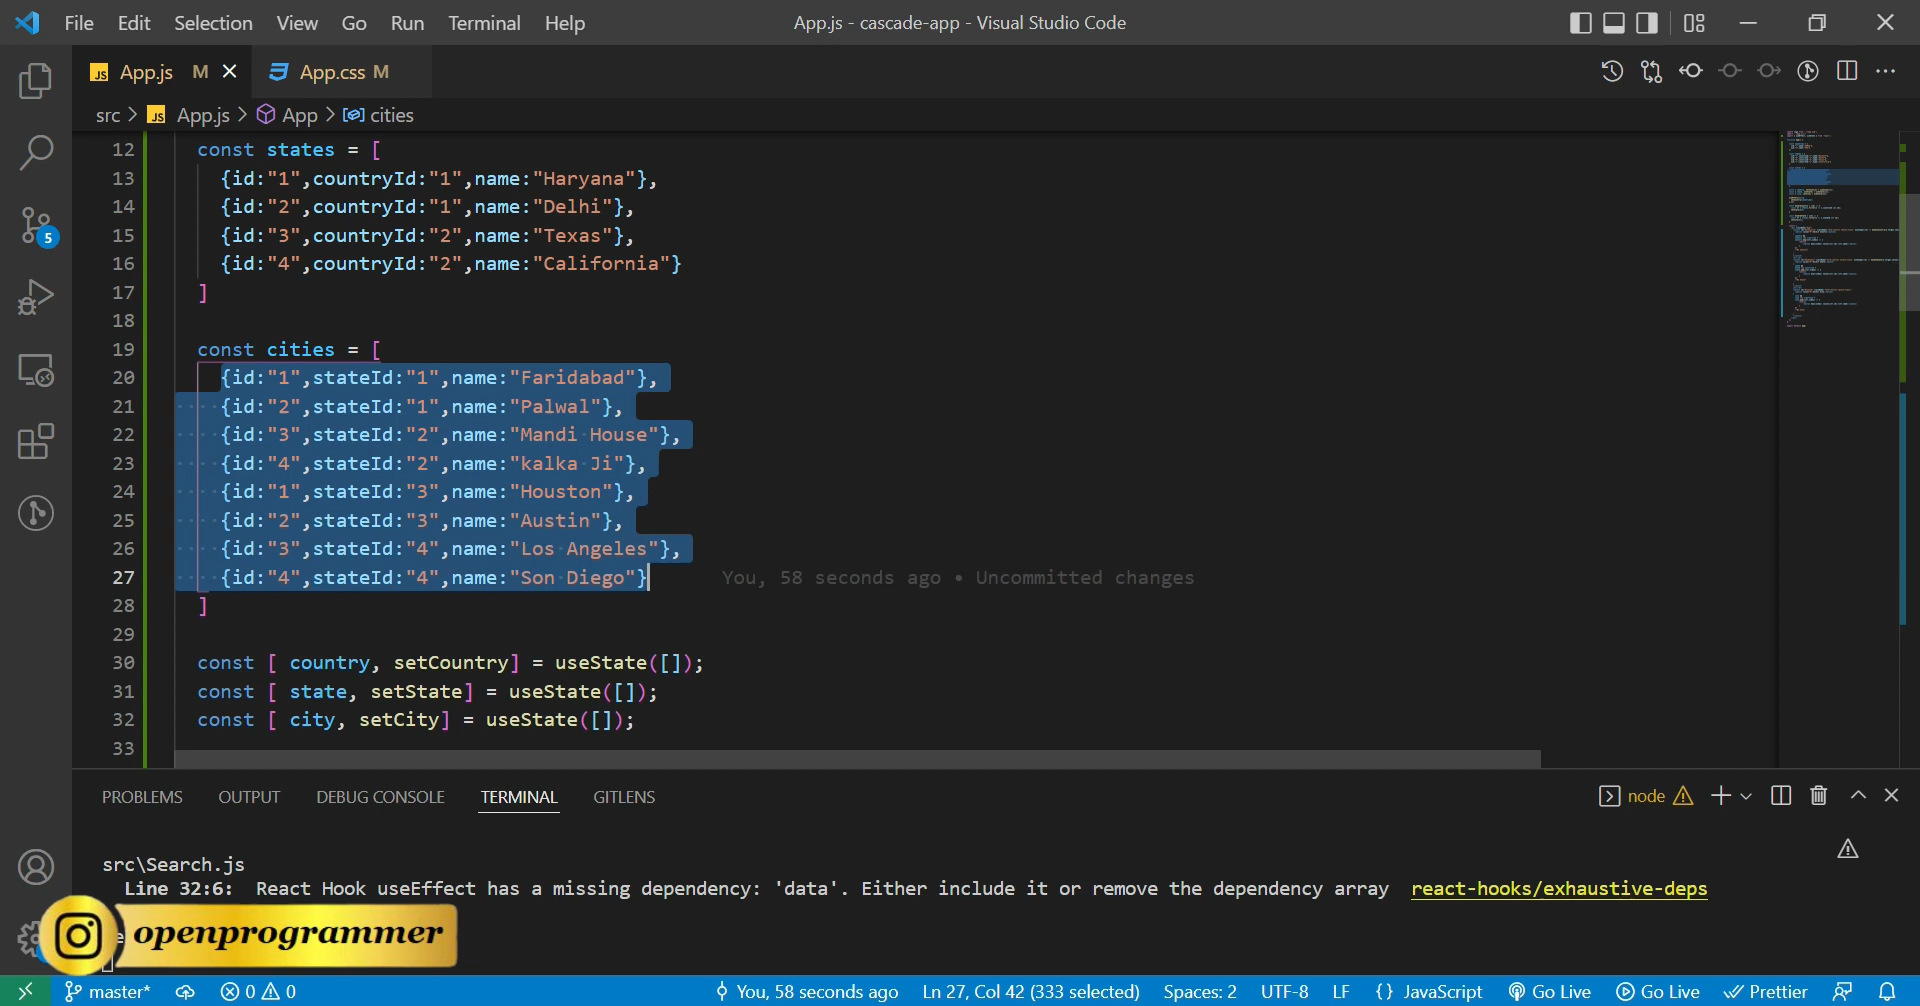 File Edit Selection View Go Run Terminal Help App.js - cascade-app - Visual Studio Code
JS App.js M App.css M
src > JS App.js > App > cities
12 const states = [
13 {id:"1",countryId:"1",name:"Haryana"},
14 {id:"2",countryId:"1",name:"Delhi"},
15 {id:"3",countryId:"2",name:"Texas"},
16 {id:"4",countryId:"2",name:"California"}
17 ]
18
19 const cities = [
20 {id:"1",stateId:"1",name:"Faridabad"},
21 {id:"2",stateId:"1",name:"Palwal"},
22 {id:"3",stateId:"2",name:"Mandi House"},
23 {id:"4",stateId:"2",name:"kalka Ji"},
24 {id:"1",stateId:"3",name:"Houston"},
25 {id:"2",stateId:"3",name:"Austin"},
26 {id:"3",stateId:"4",name:"Los Angeles"},
27 {id:"4",stateId:"4",name:"Son Diego"} You, 58 seconds ago • Uncommitted changes
28 ]
29
30 const [ country, setCountry] = useState([]);
31 const [ state, setState] = useState([]);
32 const [ city, setCity] = useState([]);
33
5
PROBLEMS OUTPUT DEBUG CONSOLE TERMINAL GITLENS node
src\Search.js
Line 32:6: React Hook useEffect has a missing dependency: 'data'. Either include it or remove the dependency array react-hooks/exhaustive-deps
openprogrammer
master* 0 0 You, 58 seconds ago Ln 27, Col 42 (333 selected) Spaces: 2 UTF-8 LF {} JavaScript Go Live Go Live Prettier